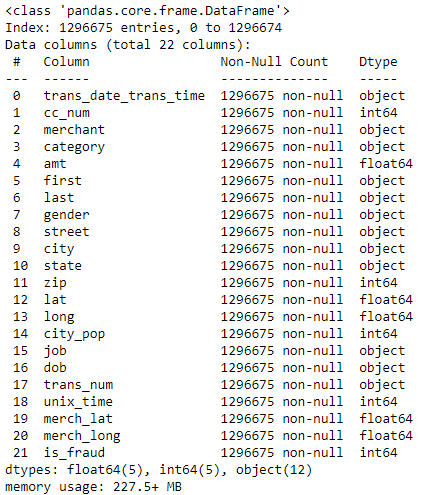 <class 'pandas.core.frame.DataFrame'>
Index: 1296675 entries, 0 to 1296674
Data columns (total 22 columns):
 #   Column                 Non-Null Count    Dtype
---  ------                 --------------    -----
 0   trans_date_trans_time  1296675 non-null  object
 1   cc_num                 1296675 non-null  int64
 2   merchant               1296675 non-null  object
 3   category               1296675 non-null  object
 4   amt                    1296675 non-null  float64
 5   first                  1296675 non-null  object
 6   last                   1296675 non-null  object
 7   gender                 1296675 non-null  object
 8   street                 1296675 non-null  object
 9   city                   1296675 non-null  object
 10  state                  1296675 non-null  object
 11  zip                    1296675 non-null  int64
 12  lat                    1296675 non-null  float64
 13  long                   1296675 non-null  float64
 14  city_pop               1296675 non-null  int64
 15  job                    1296675 non-null  object
 16  dob                    1296675 non-null  object
 17  trans_num              1296675 non-null  object
 18  unix_time              1296675 non-null  int64
 19  merch_lat              1296675 non-null  float64
 20  merch_long             1296675 non-null  float64
 21  is_fraud               1296675 non-null  int64
dtypes: float64(5), int64(5), object(12)
memory usage: 227.5+ MB